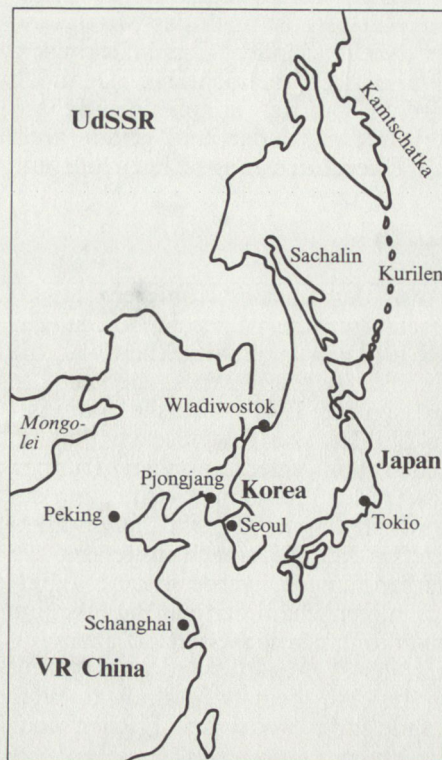 UdSSR
Kamtschatka
Sachalin
Kurilen
Mongo-
lei
Wladiwostok
Japan
Pjongjang
Korea
Peking
Seoul
Tokio
Schanghai
VR China